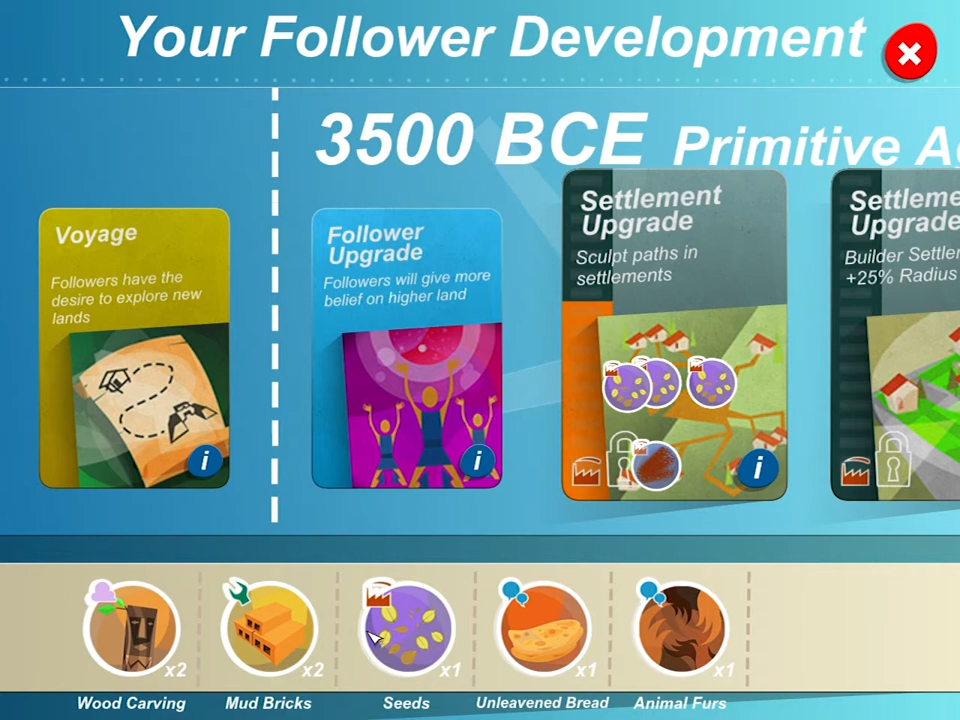 Your Follower Development
3500 BCE Primitive
Voyage
Followers have the
desire to explore new
lands
i
Follower
Upgrade
Followers will give more
belief on higher land
i
Settlement
Upgrade
Sculpt paths in
settlements
i
Upgrade
Builder
+25% Radius
x2
x2
x1
x1
x1
Wood Carving
Mud Bricks
Seeds
Unleavened Bread
Animal Furs